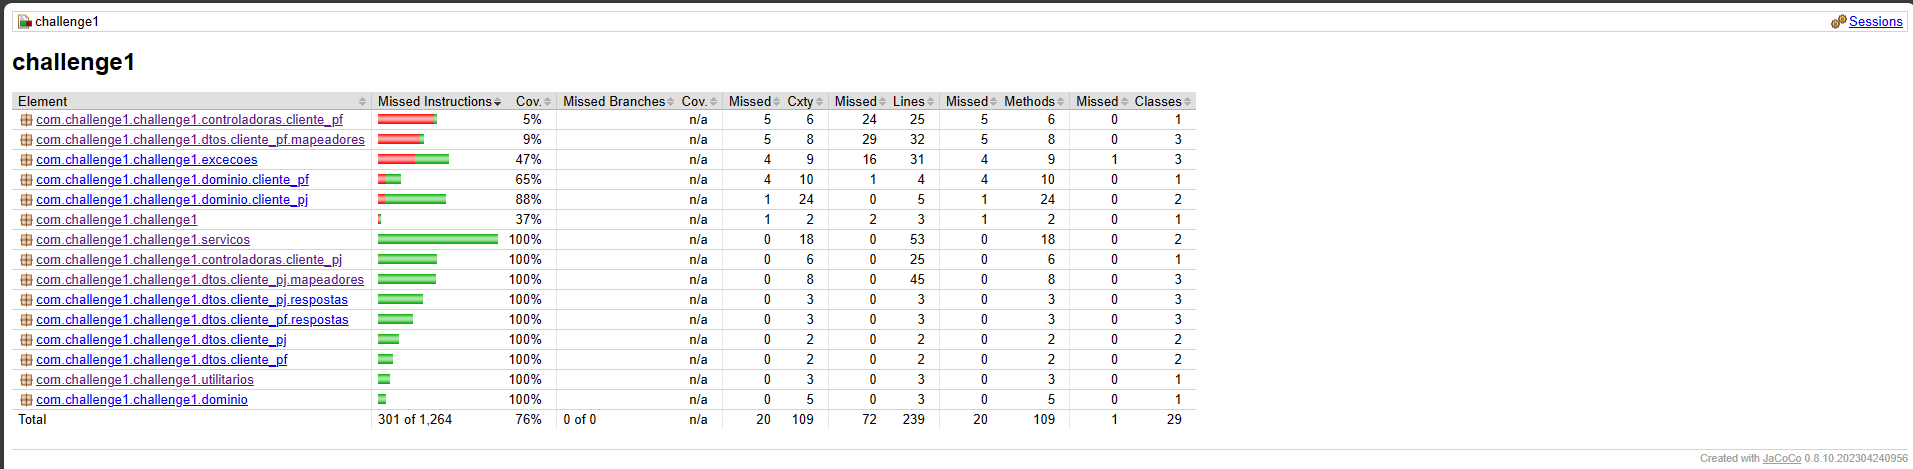 challenge1 Sessions
challenge1
Element Missed Instructions Cov. Missed Branches Cov. Missed Cxty Missed Lines Missed Methods Missed Classes
com.challenge1.challenge1.controladoras.cliente_pf 5% n/a 5 6 24 25 5 6 0 1
com.challenge1.challenge1.dtos.cliente_pf.mapeadores 9% n/a 5 8 29 32 5 8 0 3
com.challenge1.challenge1.excecoes 47% n/a 4 9 16 31 4 9 1 3
com.challenge1.challenge1.dominio.cliente_pf 65% n/a 4 10 1 4 4 10 0 1
com.challenge1.challenge1.dominio.cliente_pj 88% n/a 1 24 0 5 1 24 0 2
com.challenge1.challenge1 37% n/a 1 2 2 3 1 2 0 1
com.challenge1.challenge1.servicos 100% n/a 0 18 0 53 0 18 0 2
com.challenge1.challenge1.controladoras.cliente_pj 100% n/a 0 6 0 25 0 6 0 1
com.challenge1.challenge1.dtos.cliente_pj.mapeadores 100% n/a 0 8 0 45 0 8 0 3
com.challenge1.challenge1.dtos.cliente_pj.respostas 100% n/a 0 3 0 3 0 3 0 3
com.challenge1.challenge1.dtos.cliente_pf.respostas 100% n/a 0 3 0 3 0 3 0 3
com.challenge1.challenge1.dtos.cliente_pj 100% n/a 0 2 0 2 0 2 0 2
com.challenge1.challenge1.dtos.cliente_pf 100% n/a 0 2 0 2 0 2 0 2
com.challenge1.challenge1.utilitarios 100% n/a 0 3 0 3 0 3 0 1
com.challenge1.challenge1.dominio 100% n/a 0 5 0 3 0 5 0 1
Total 301 of 1,264 76% 0 of 0 n/a 20 109 72 239 20 109 1 29
Created with JaCoCo 0.8.10.202304240956